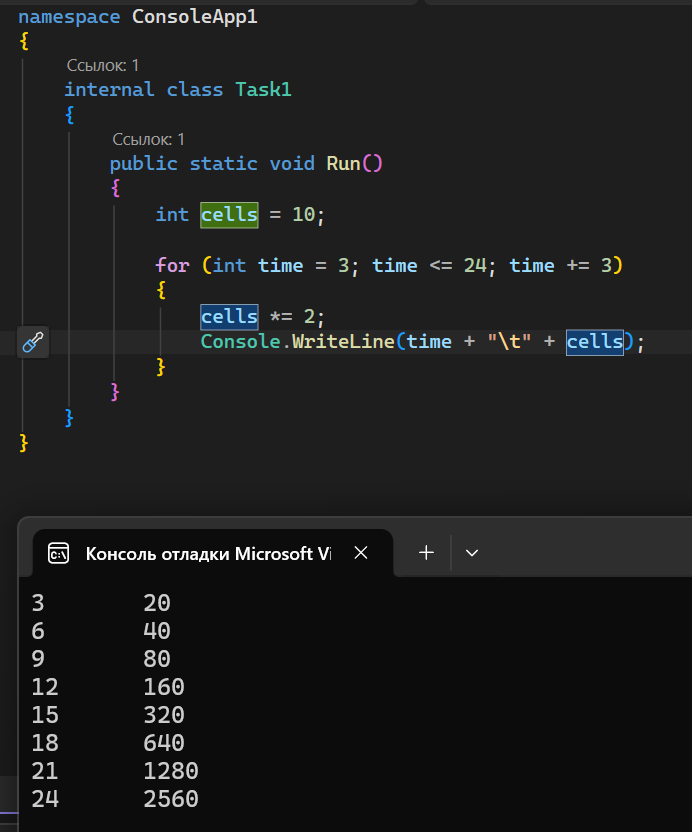 namespace ConsoleApp1
{
Ссылок: 1
internal class Task1
{
Ссылок: 1
public static void Run()
{
int cells = 10;
for (int time = 3; time <= 24; time += 3)
{
cells *= 2;
Console.WriteLine(time + "\t" + cells);
}
}
}
}
Консоль отладки Microsoft Vi
3 20
6 40
9 80
12 160
15 320
18 640
21 1280
24 2560